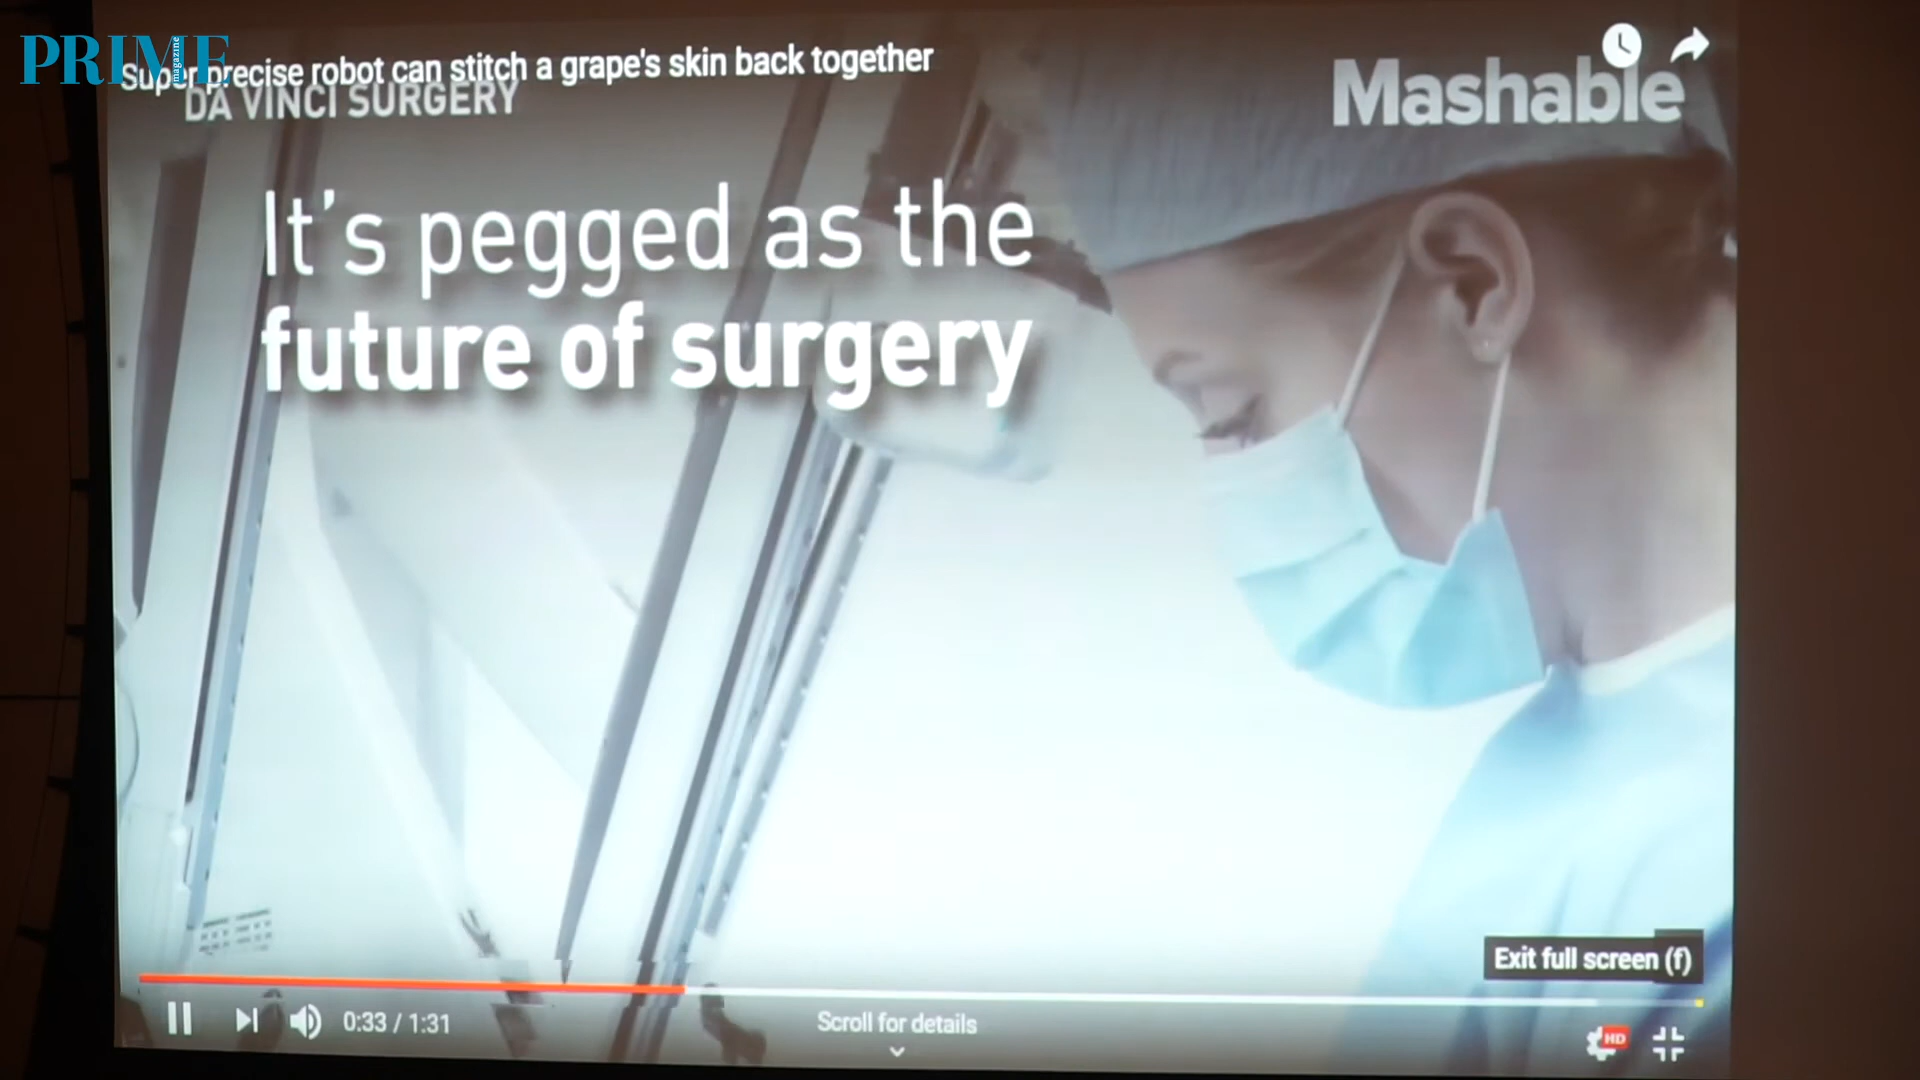 PRIME
magazine
Super precise robot can stitch a grape's skin back together
DA VINCI SURGERY
Mashable
It's pegged as the
future of surgery
Exit full screen (f)
0:33 / 1:31
Scroll for details
HD